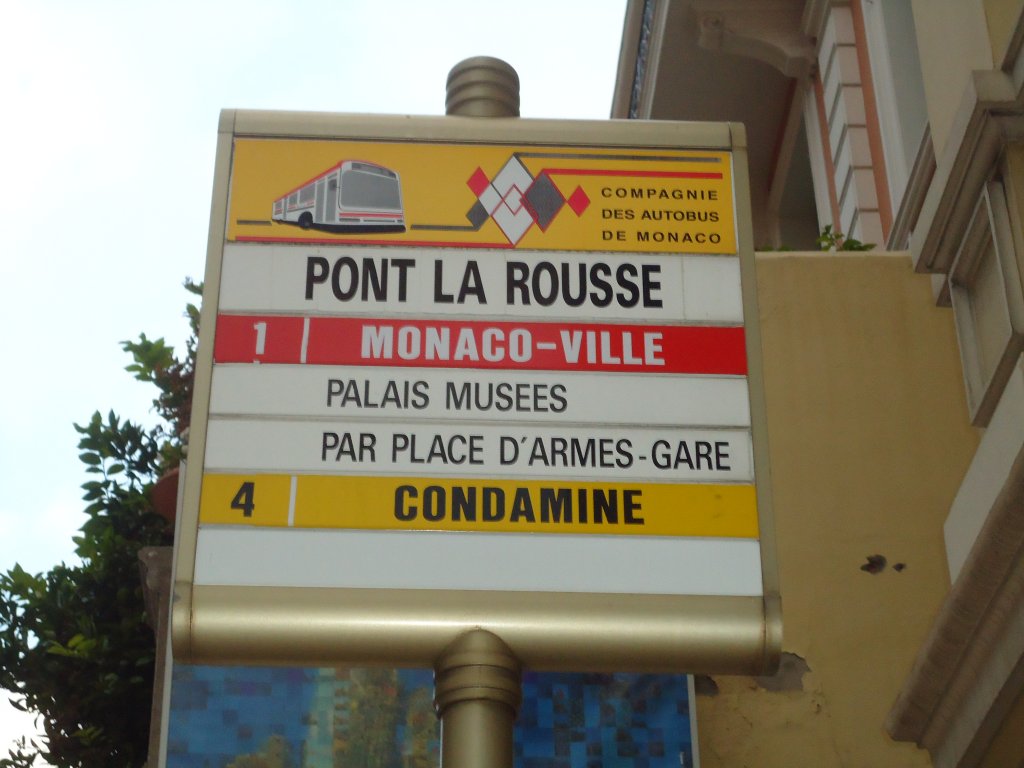 COMPAGNIE
DES AUTOBUS
DE MONACO
PONT LA ROUSSE
1 MONACO-VILLE
PALAIS MUSEES
PAR PLACE D'ARMES-GARE
4 CONDAMINE